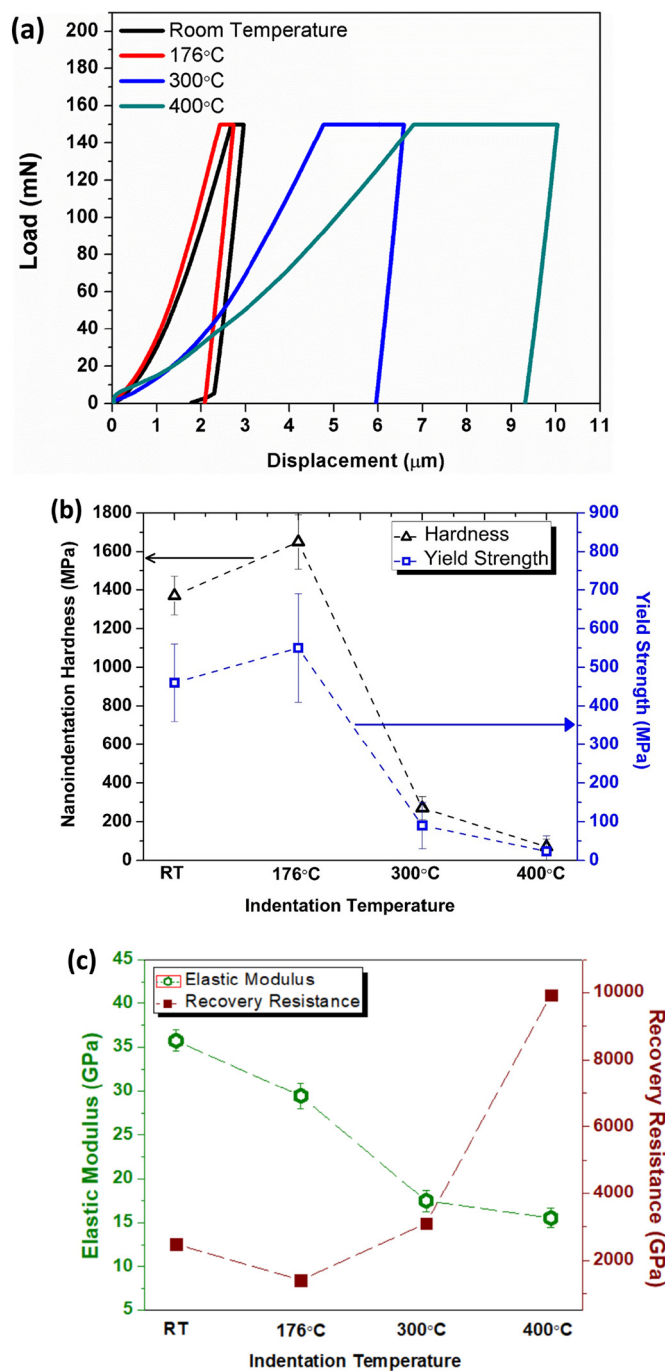 (a)
Room Temperature
176°C
300°C
400°C
200
180
160
140
120
100
80
60
40
20
0
Load (mN)
0 1 2 3 4 5 6 7 8 9 10 11
Displacement (μm)
(b)
1800
1600
1400
1200
1000
800
600
400
200
0
Nanoindentation Hardness (MPa)
Hardness
Yield Strength
900
800
700
600
500
400
300
200
100
0
Yield Strength (MPa)
RT 176°C 300°C 400°C
Indentation Temperature
(c)
45
40
35
30
25
20
15
10
5
Elastic Modulus (GPa)
Elastic Modulus
Recovery Resistance
10000
8000
6000
4000
2000
Recovery Resistance (GPa)
RT 176°C 300°C 400°C
Indentation Temperature